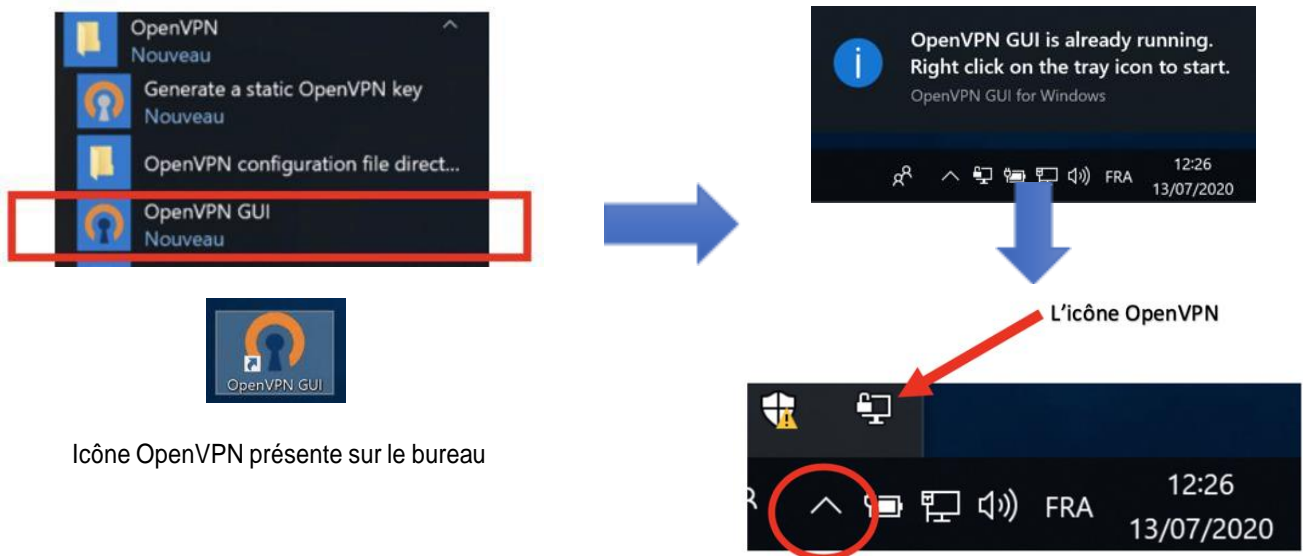 OpenVPN
Nouveau
Generate a static OpenVPN key
Nouveau
OpenVPN configuration file direct...
OpenVPN GUI
Nouveau
OpenVPN GUI
Icône OpenVPN présente sur le bureau
OpenVPN GUI is already running.
Right click on the tray icon to start.
OpenVPN GUI for Windows
FRA
12:26
13/07/2020
L'icône OpenVPN
FRA
12:26
13/07/2020